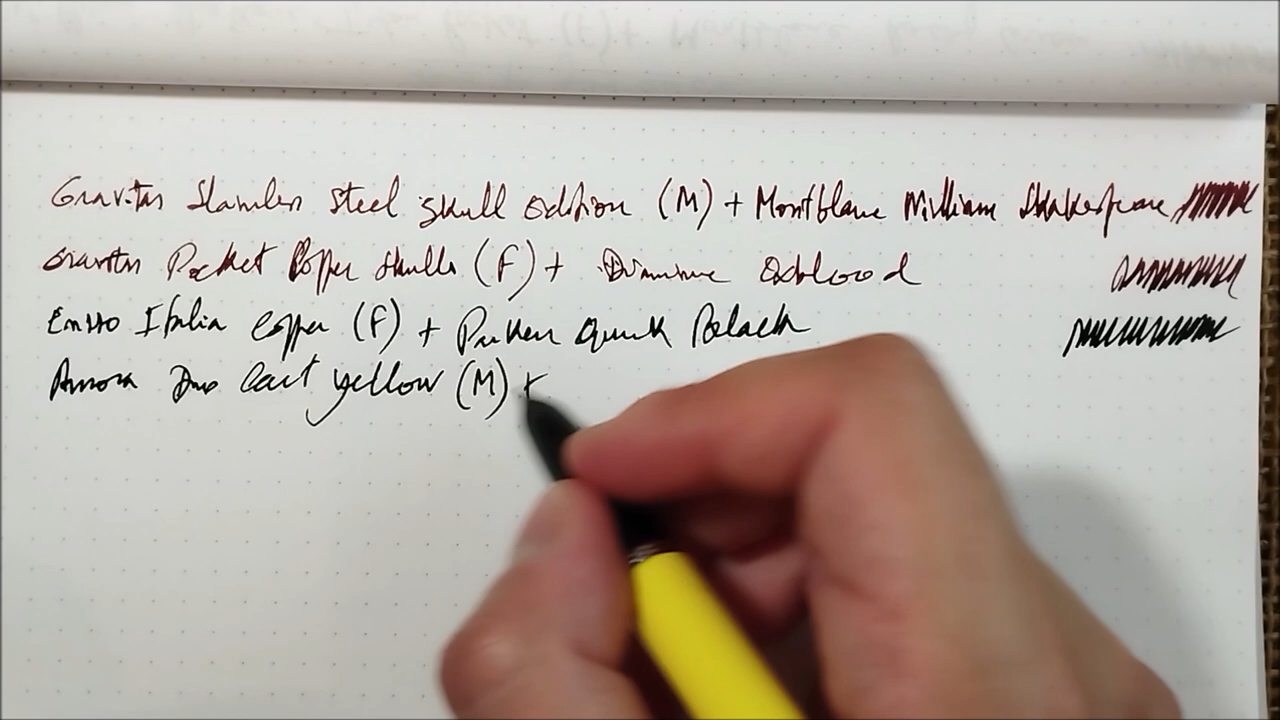 Gravitas Stainless Steel Skull Edition (M) + Montblanc William Shakespeare
Gravitas Pocket Copper Skulls (F) + Diamine Oxblood
Ensso Italia Copper (F) + Parker Quink Black
Aurora Duo Cart yellow (M) +